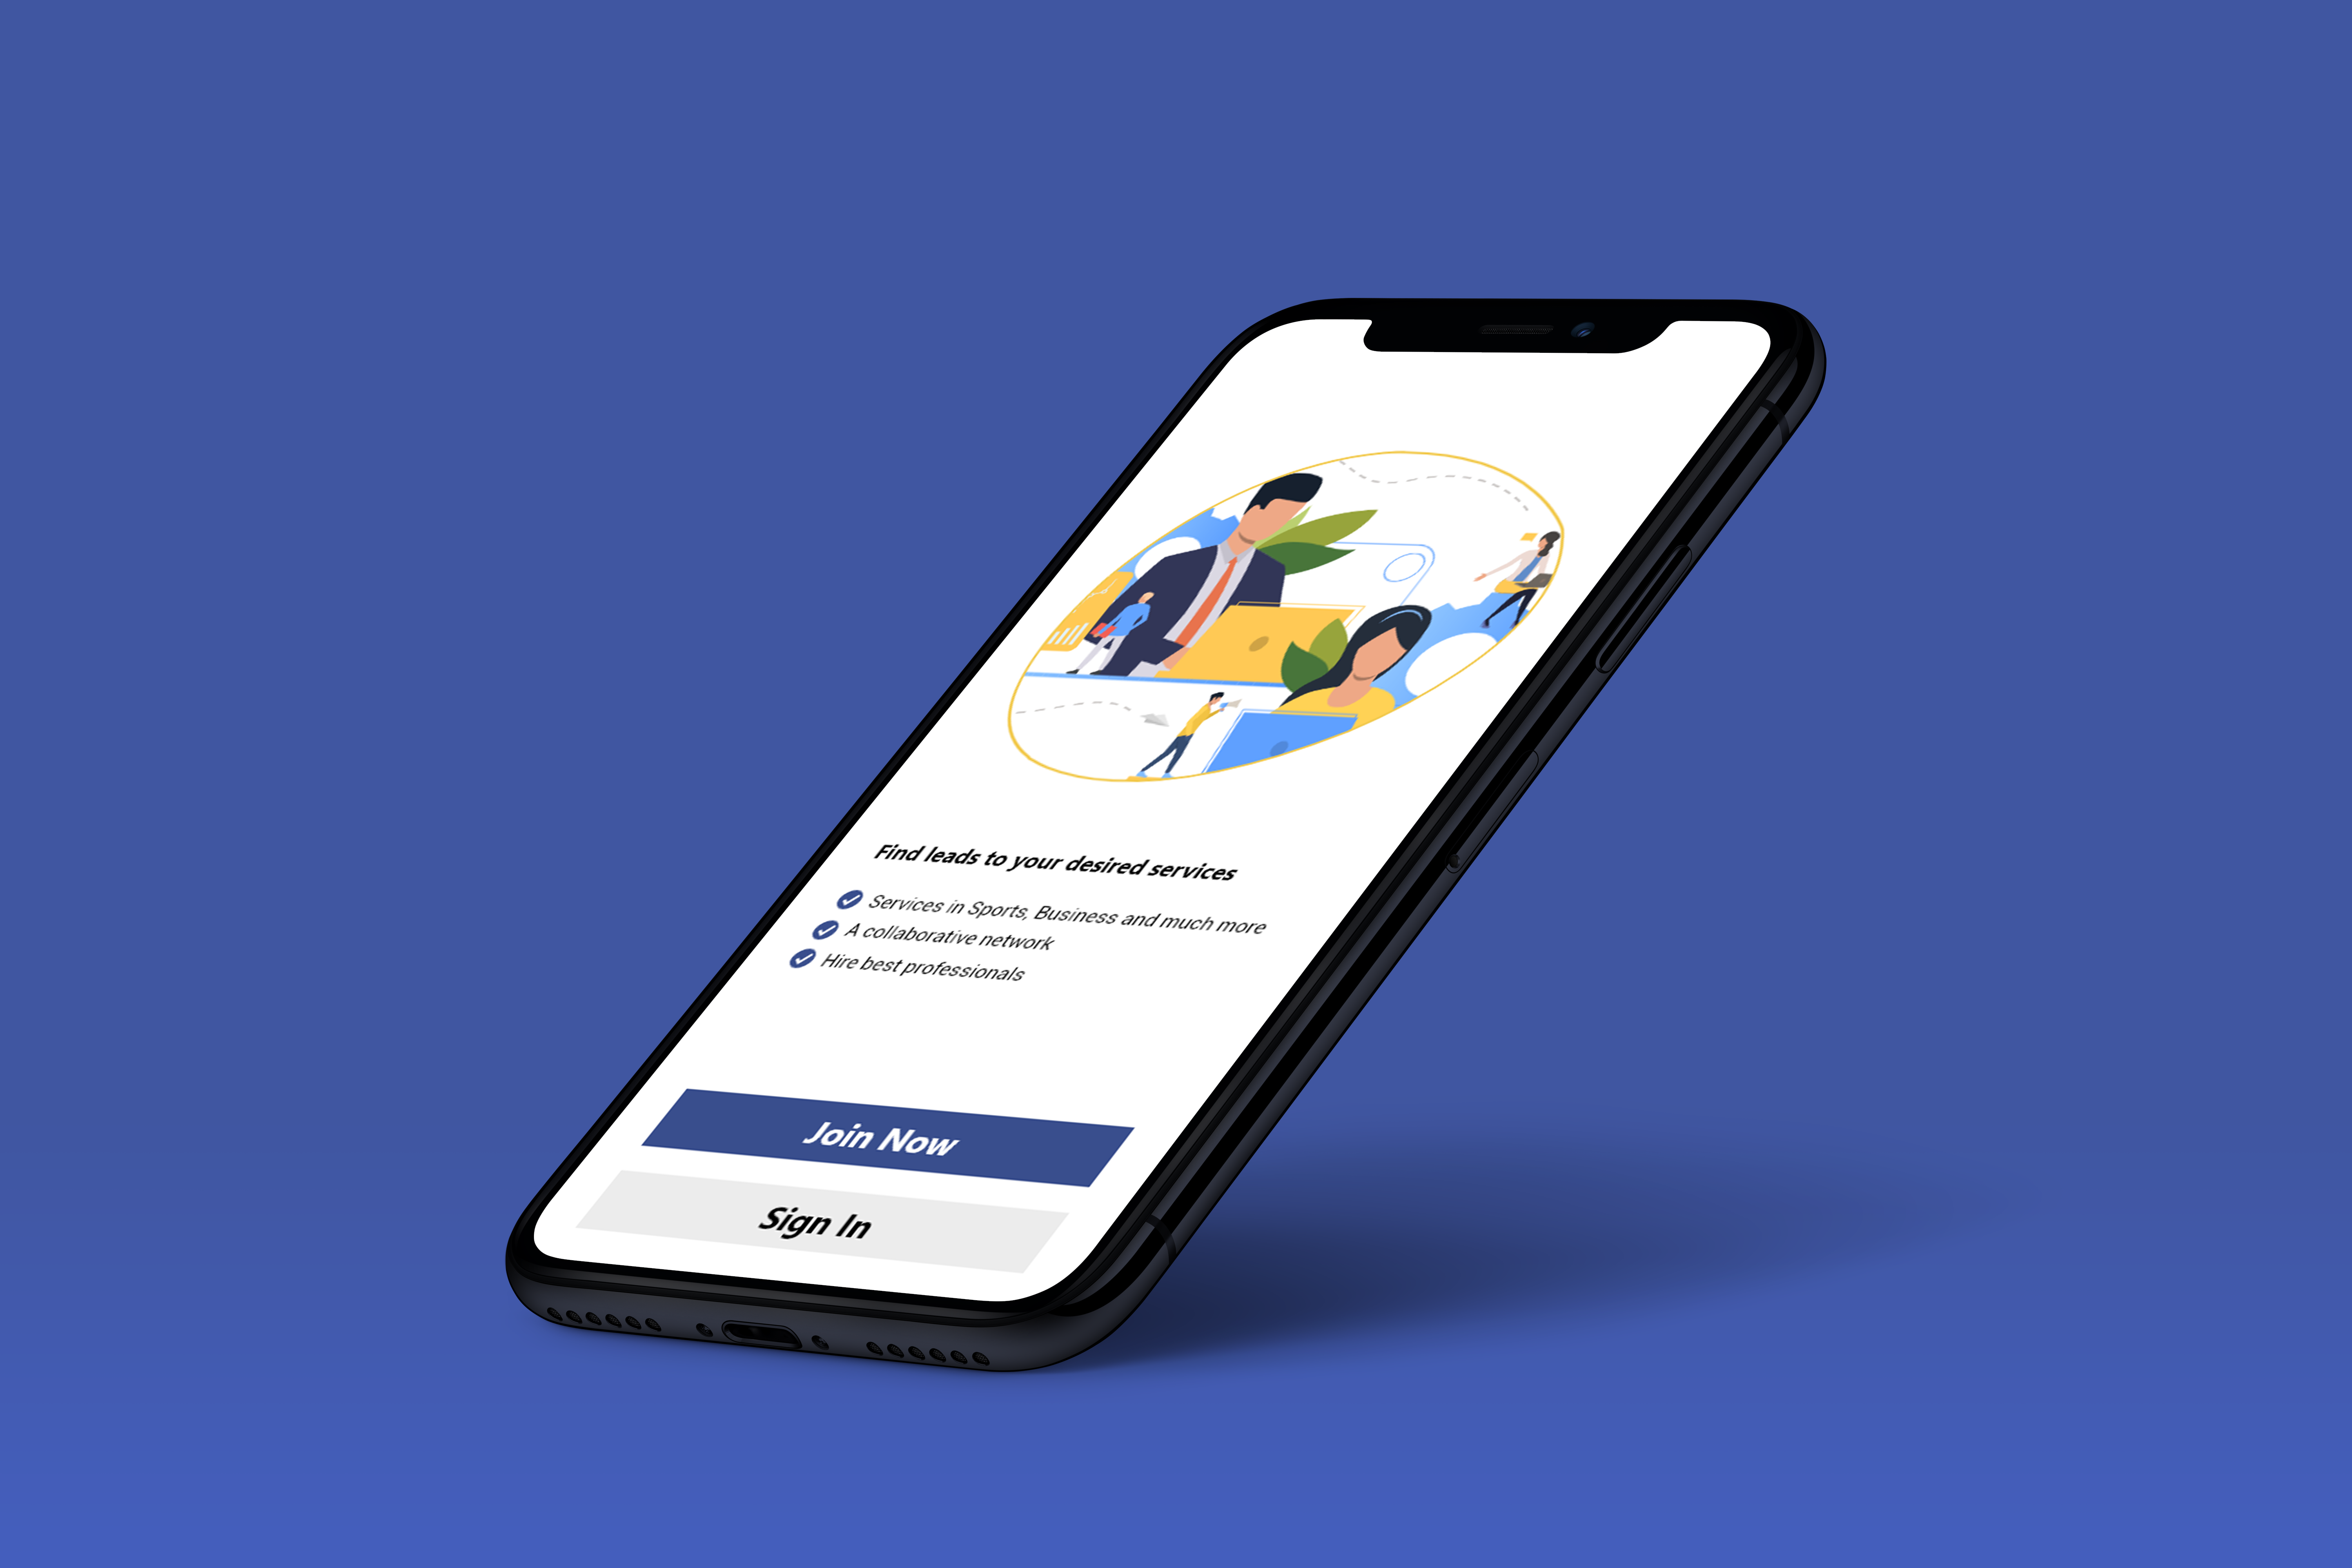 Find leads to your desired services
Services in Sports, Business and much more
A collaborative network
Hire best professionals
Join Now
Sign In